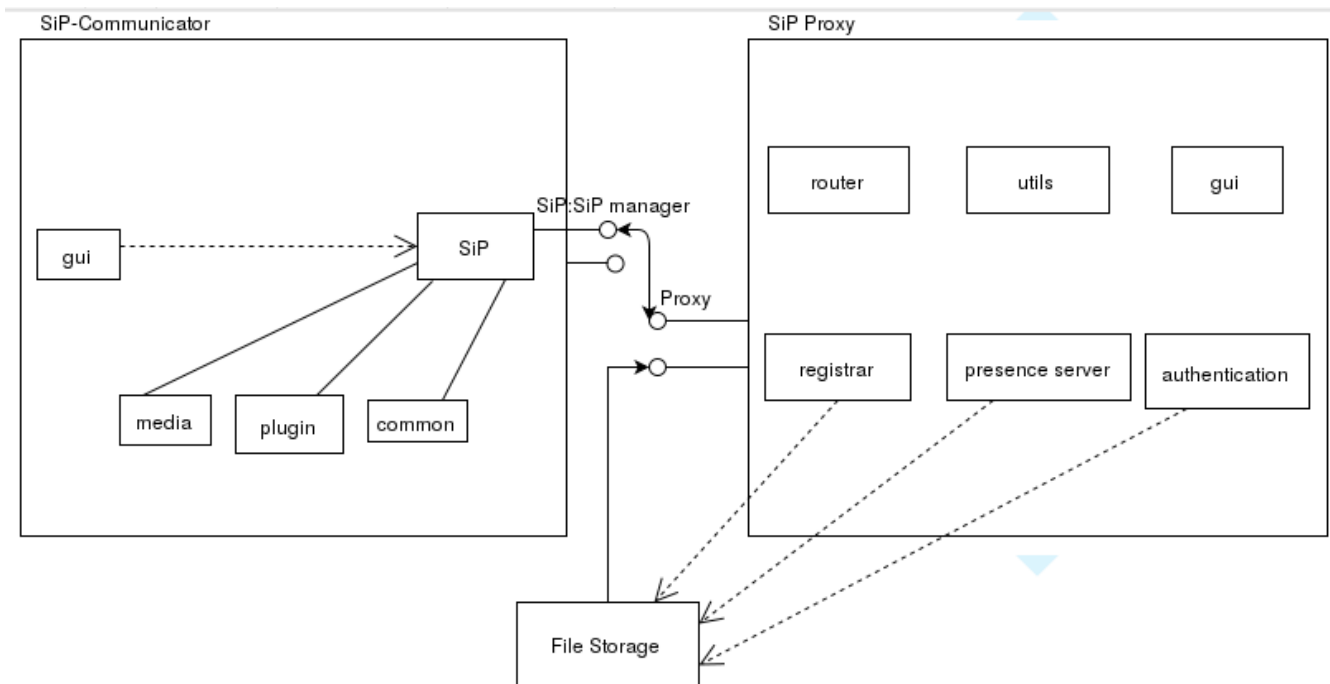 SiP-Communicator
SiP Proxy
router
utils
gui
SiP:SiP manager
gui
SiP
Proxy
registrar
presence server
authentication
media
plugin
common
File Storage